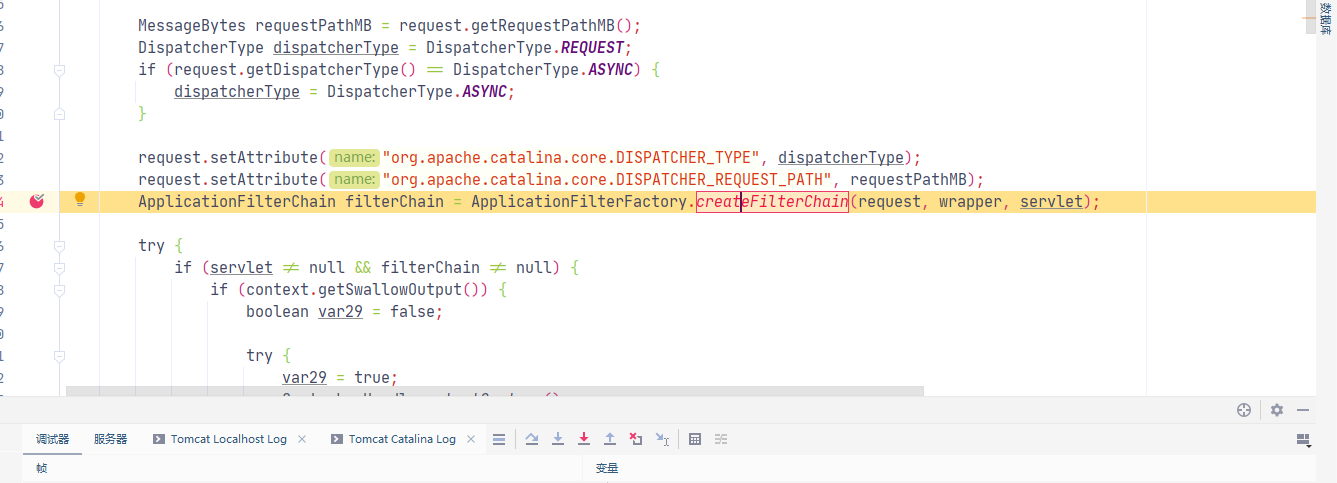 MessageBytes requestPathMB = request.getRequestPathMB();
DispatcherType dispatcherType = DispatcherType.REQUEST;
if (request.getDispatcherType() == DispatcherType.ASYNC) {
dispatcherType = DispatcherType.ASYNC;
}
request.setAttribute( name: "org.apache.catalina.core.DISPATCHER_TYPE", dispatcherType);
request.setAttribute( name: "org.apache.catalina.core.DISPATCHER_REQUEST_PATH", requestPathMB);
ApplicationFilterChain filterChain = ApplicationFilterFactory.createFilterChain(request, wrapper, servlet);
try {
if (servlet ≠ null && filterChain ≠ null) {
if (context.getSwallowOutput()) {
boolean var29 = false;
try {
var29 = true;
数据库
调试器 服务器 Tomcat Localhost Log × Tomcat Catalina Log ×
帧 变量